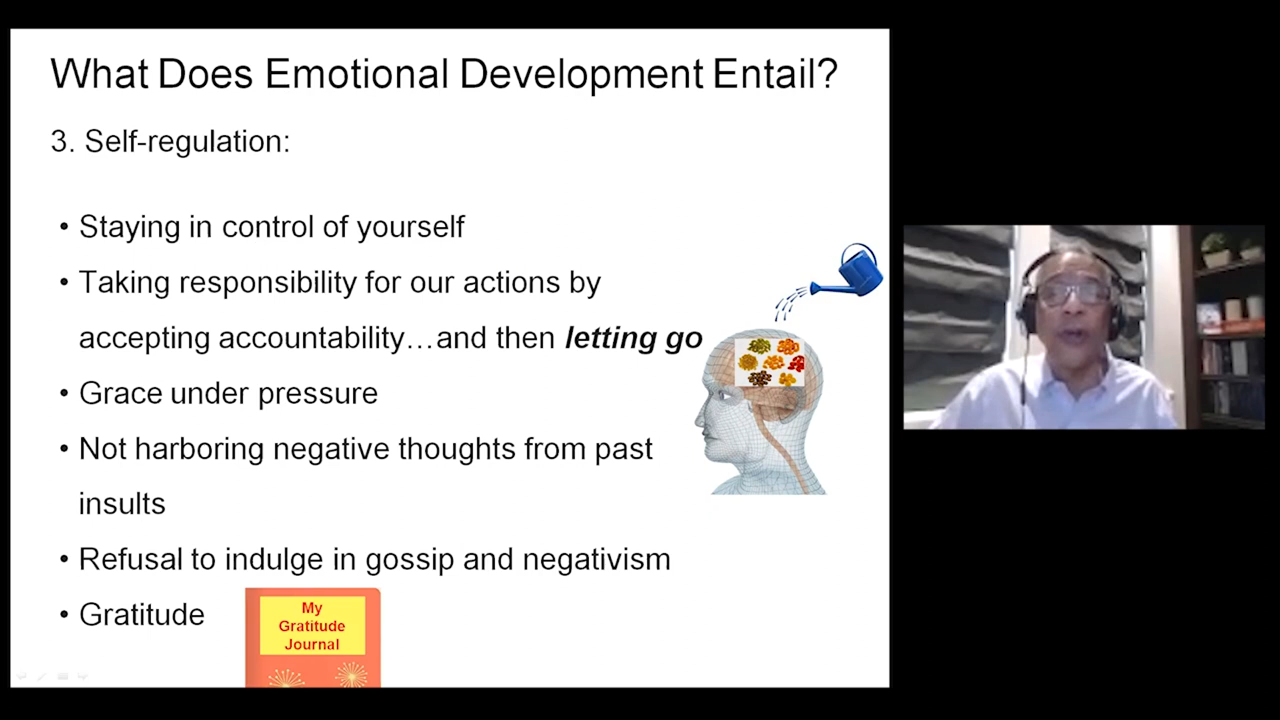 What Does Emotional Development Entail?
3. Self-regulation:
• Staying in control of yourself
• Taking responsibility for our actions by
accepting accountability…and then letting go
• Grace under pressure
• Not harboring negative thoughts from past
insults
• Refusal to indulge in gossip and negativism
• Gratitude
My
Gratitude
Journal